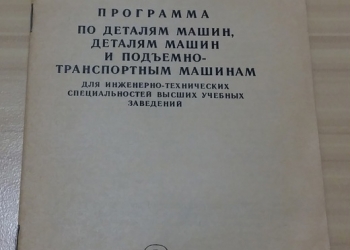 ПРОГРАММА
ПО ДЕТАЛЯМ МАШИН,
ДЕТАЛЯМ МАШИН
И ПОДЪЕМНО-
ТРАНСПОРТНЫМ МАШИНАМ
ДЛЯ ИНЖЕНЕРНО-ТЕХНИЧЕСКИХ
СПЕЦИАЛЬНОСТЕЙ ВЫСШИХ УЧЕБНЫХ
ЗАВЕДЕНИЙ